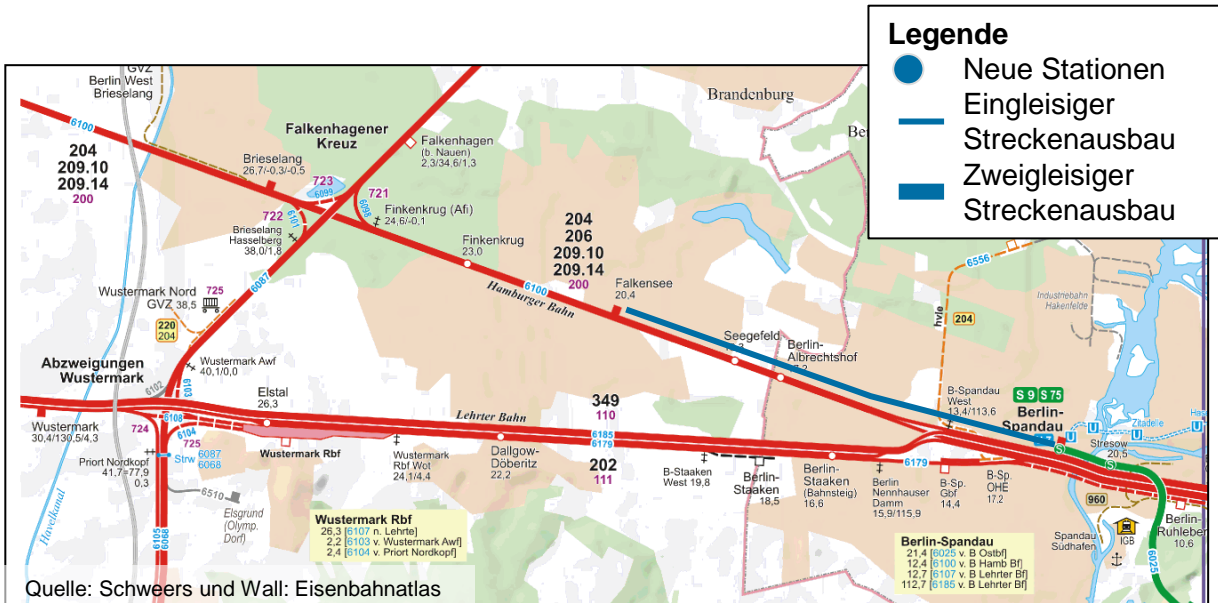 Legende
Neue Stationen
Eingleisiger
Streckenausbau
Zweigleisiger
Streckenausbau
GVZ
Berlin West
Brieselang
6100
204
209.10
209.14
200
Falkenhagener
Kreuz
Brieselang
26,7/-0,3/-0,5
Falkenhagen
(b. Nauen)
2,3/34,6/1,3
Brandenburg
723
6099
721
6098
722
6101
Finkenkrug (Afi)
24,6/-0,1
Brieselang
Hasselberg
38,0/1,8
Finkenkrug
23,0
204
206
209.10
209.14
200
6087
6100
Hamburger Bahn
Falkensee
20,4
6556
Industriebahn
Hakenfelde
hvle
204
Wustermark Nord
GVZ 38,5
725
220
204
Seegefeld
Berlin-
Albrechtshof
Abzweigungen
Wustermark
Wustermark Awf
40,1/0,0
6102
6103
Elstal
26,3
Lehrter Bahn
349
110
6185
6179
202
111
B-Spandau
West
13,4/113,6
S 9
S 75
Berlin-
Spandau
U
Zitadelle
U
U
S
Stresow
20,5
S
Wustermark
30,4/130,5/4,3
724
6108
6104
725
Strw 6087
6068
Priort Nordkopf
41,7=77,9
0,3
Wustermark Rbf
Wustermark
Rbf Wot
24,1/4,4
Dallgow-
Döberitz
22,2
B-Staaken
West 19,8
Berlin-
Staaken
18,5
Berlin-
Staaken
(Bahnsteig)
16,6
6179
Berlin
Nennhauser
Damm
15,9/115,9
B-Sp.
Gbf
14,4
B-Sp.
OHE
17,2
960
Berlin-
Ruhleben
10,6
6510
Elsgrund
(Olymp.
Dorf)
Havelkanal
6105
6068
Spandau
Südhafen
IGB
6025
Wustermark Rbf
26,3 [6107 n. Lehrte]
2,2 [6103 v. Wustermark Awf]
2,4 [6104 v. Priort Nordkopf]
Berlin-Spandau
21,4 [6025 v. B Ostbf]
12,4 [6100 v. B Hamb Bf]
12,7 [6107 v. B Lehrter Bf]
112,7 [6185 v. B Lehrter Bf]
Quelle: Schweers und Wall: Eisenbahnatlas